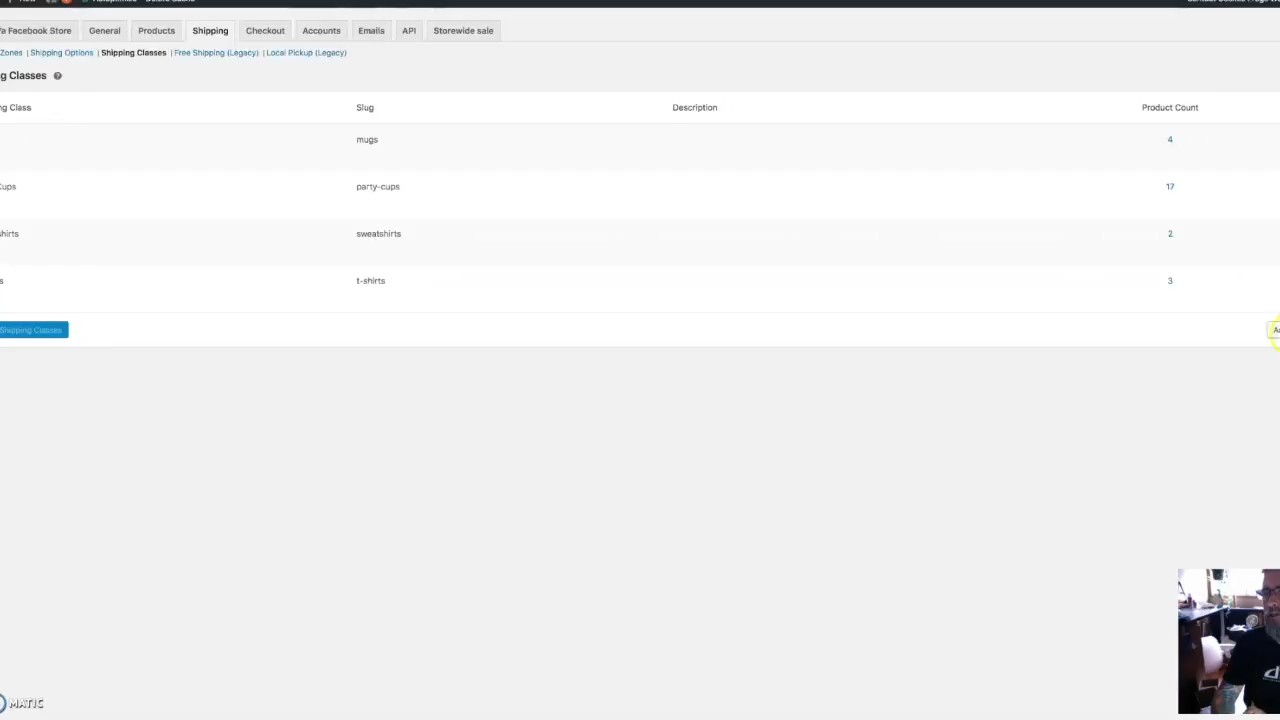 General Products Shipping Checkout Accounts Emails API Storewide sale
a Facebook Store
Zones | Shipping Options | Shipping Classes | Free Shipping (Legacy) | Local Pickup (Legacy)
g Classes
ng Class Slug Description Product Count
mugs 4
Cups party-cups 17
shirts sweatshirts 2
s t-shirts 3
Shipping Classes
MATIC